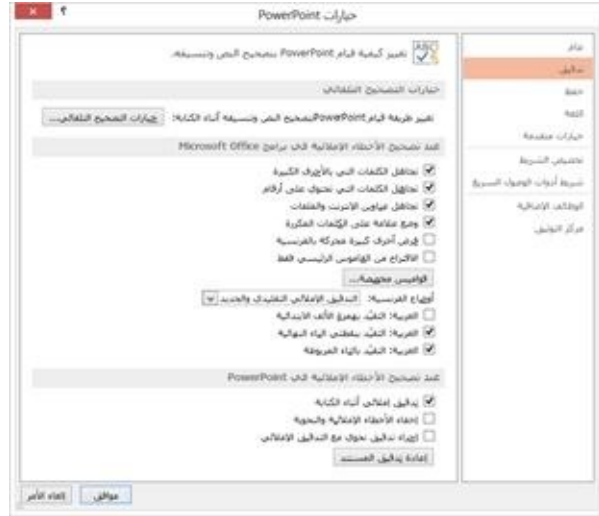 خيارات PowerPoint
عام
تدقيق
حفظ
اللغة
خيارات متقدمة
تخصيص الشريط
شريط أدوات الوصول السريع
الوظائف الإضافية
مركز التوثيق
تغيير كيفية قيام PowerPoint بتصحيح النص وتنسيقه.
خيارات التصحيح التلقائي
تغيير طريقة قيام PowerPoint بتصحيح النص وتنسيقه أثناء الكتابة: خيارات التصحيح التلقائي...
عند تصحيح الأخطاء الإملائية في برامج Microsoft Office
تجاهل الكلمات التي بالأحرف الكبيرة
تجاهل الكلمات التي تحتوي على أرقام
تجاهل عناوين الإنترنت والملفات
وضع علامة على الكلمات المكررة
فرض أحرف كبيرة محركة بالفرنسية
الاقتراح من القاموس الرئيسي فقط
قواميس مخصصة...
أوضاع الفرنسية: التدقيق الإملائي التقليدي والجديد
العربية: التقيّد بهمزة الألف الابتدائية
العربية: التقيّد بنقطتي الياء النهائية
العربية: التقيّد بالتاء المربوطة
عند تصحيح الأخطاء الإملائية في PowerPoint
تدقيق إملائي أثناء الكتابة
إخفاء الأخطاء الإملائية والنحوية
إجراء تدقيق نحوي مع التدقيق الإملائي
إعادة تدقيق المستند
موافق
إلغاء الأمر